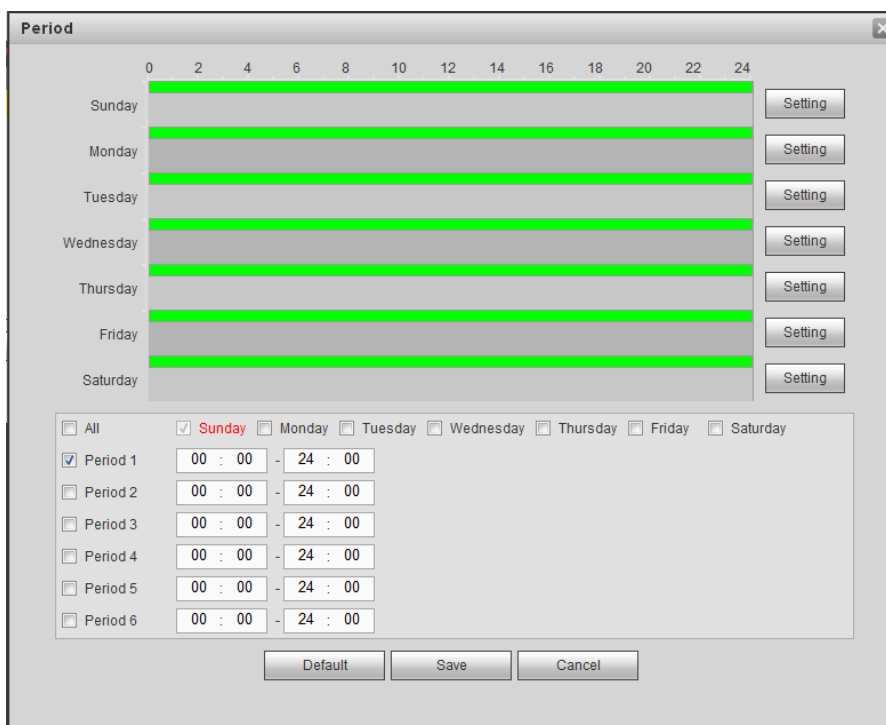 Period
0 2 4 6 8 10 12 14 16 18 20 22 24
Sunday Setting
Monday Setting
Tuesday Setting
Wednesday Setting
Thursday Setting
Friday Setting
Saturday Setting
All Sunday Monday Tuesday Wednesday Thursday Friday Saturday
Period 1 00 : 00 - 24 : 00
Period 2 00 : 00 - 24 : 00
Period 3 00 : 00 - 24 : 00
Period 4 00 : 00 - 24 : 00
Period 5 00 : 00 - 24 : 00
Period 6 00 : 00 - 24 : 00
Default Save Cancel